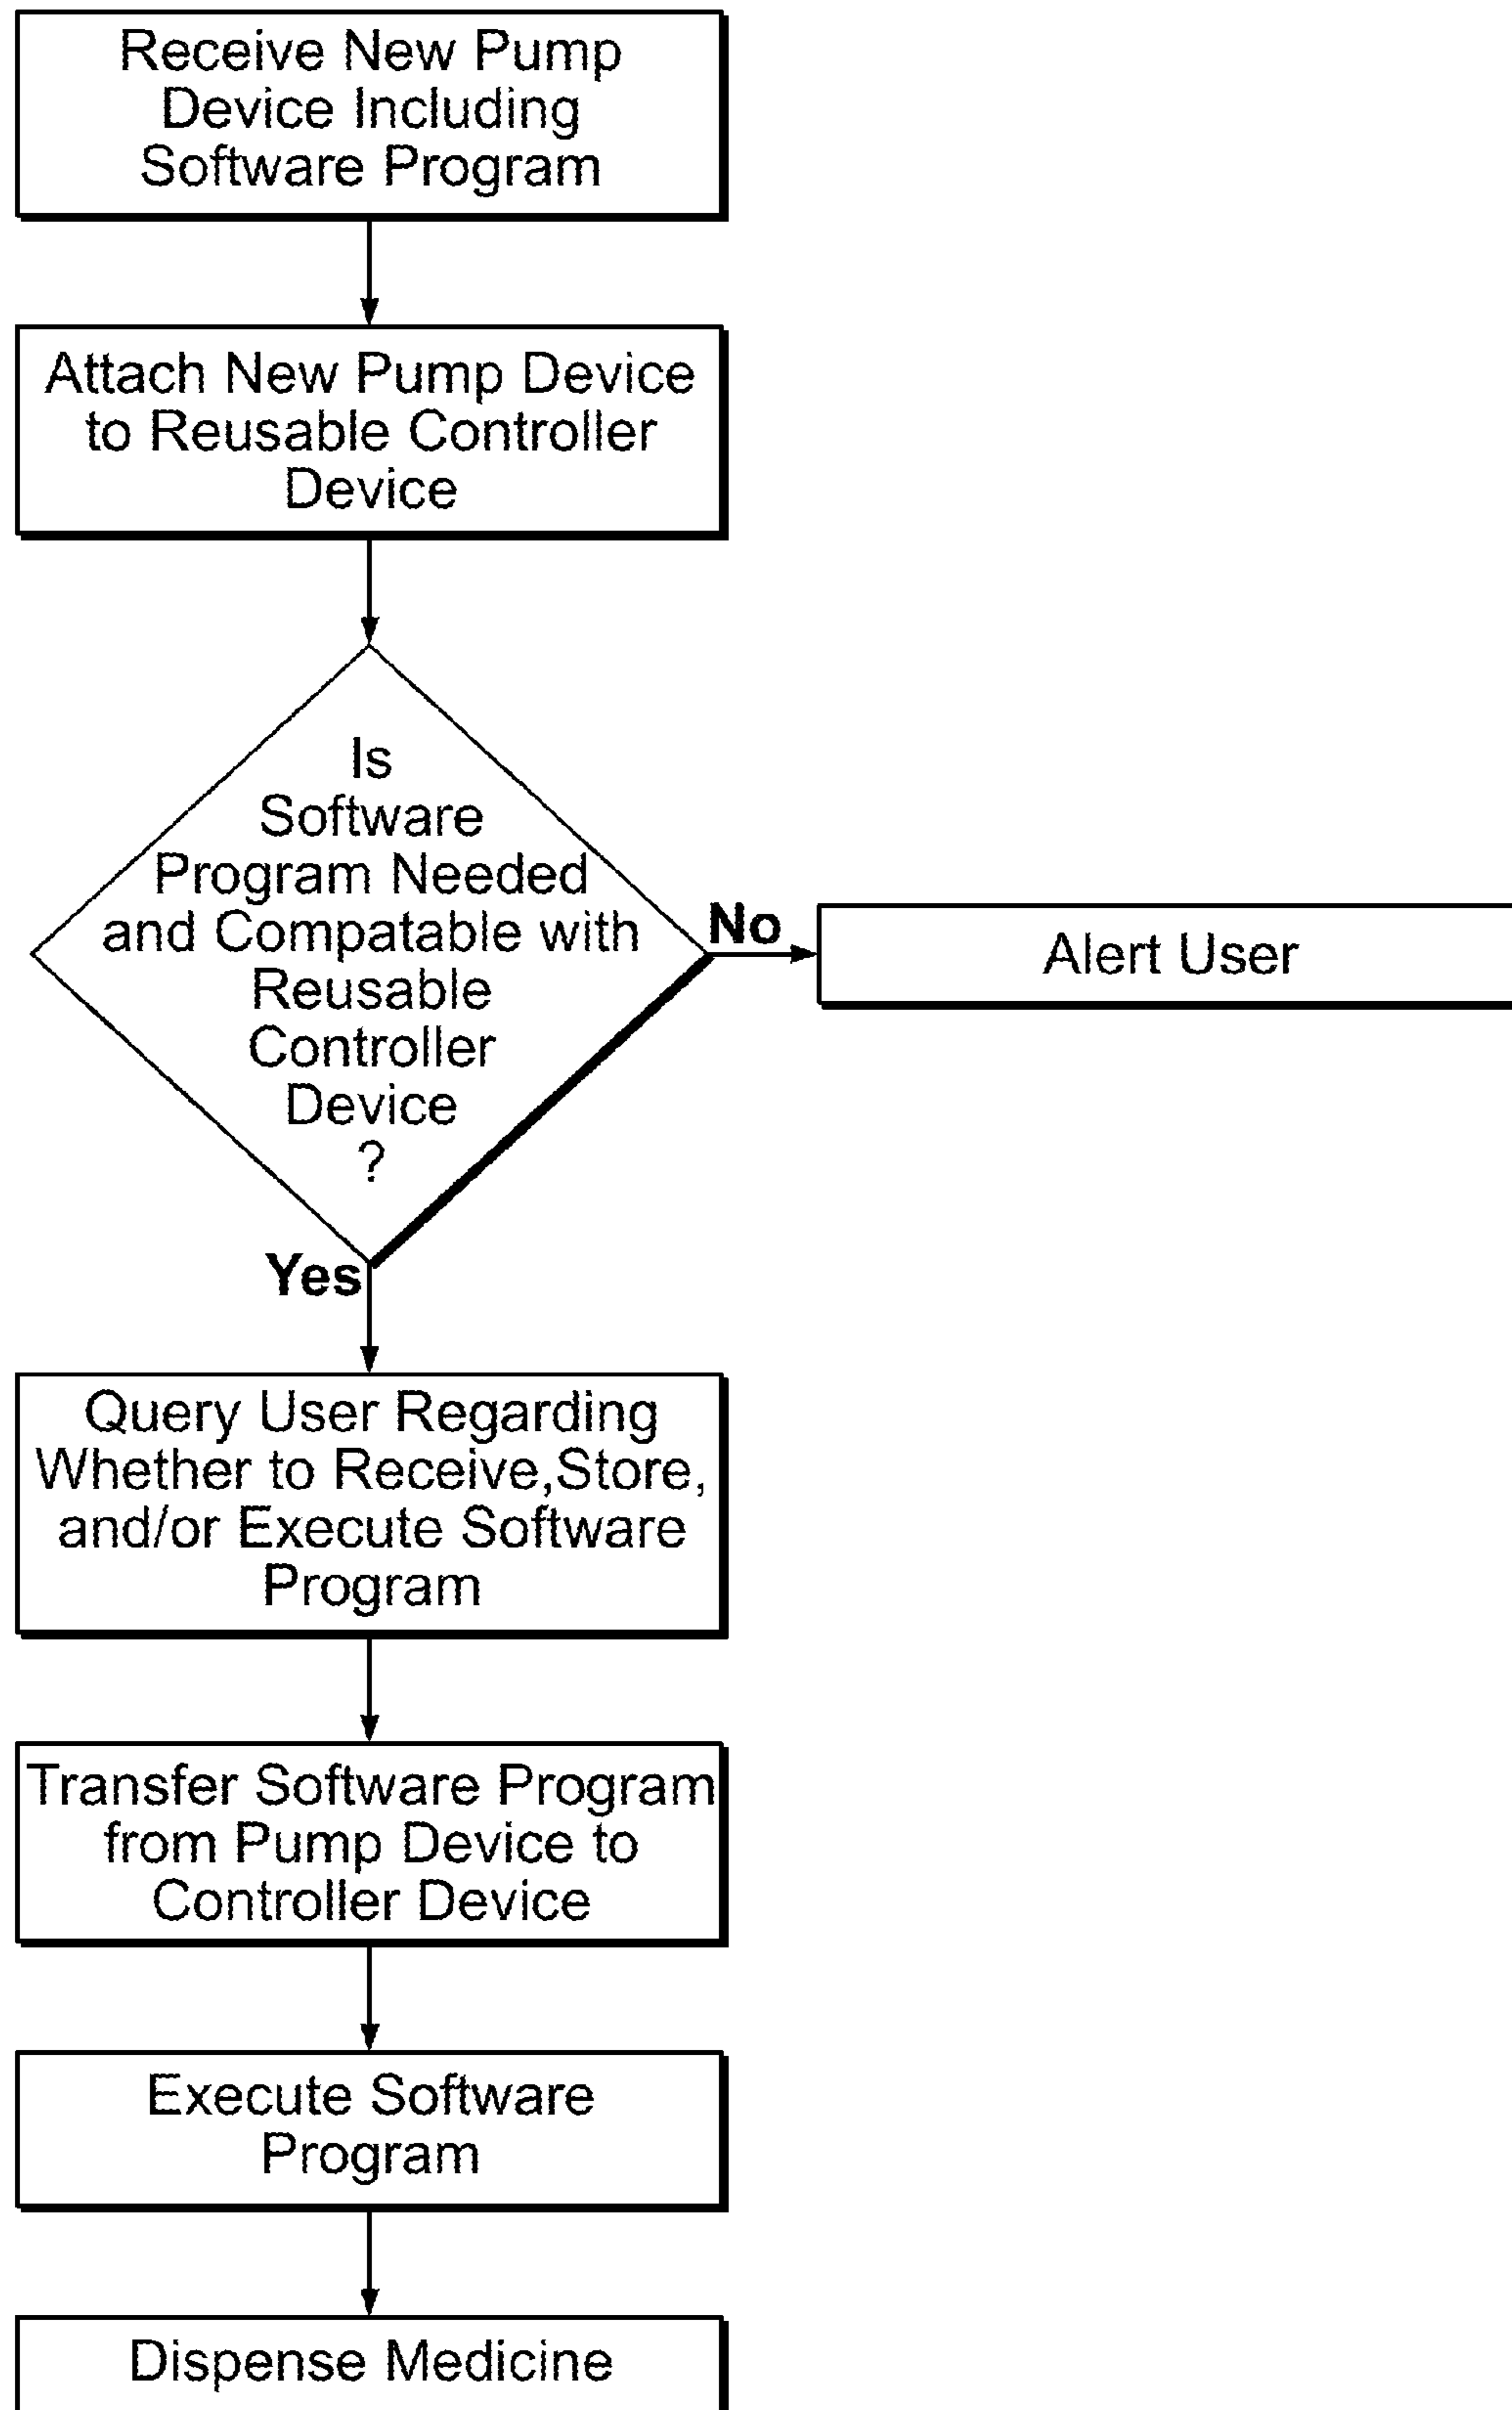 Receive New Pump
Device Including
Software Program
Attach New Pump Device
to Reusable Controller
Device
Is
Software
Program Needed
and Compatable with
Reusable
Controller
Device
?
No
Alert User
Yes
Query User Regarding
Whether to Receive,Store,
and/or Execute Software
Program
Transfer Software Program
from Pump Device to
Controller Device
Execute Software
Program
Dispense Medicine